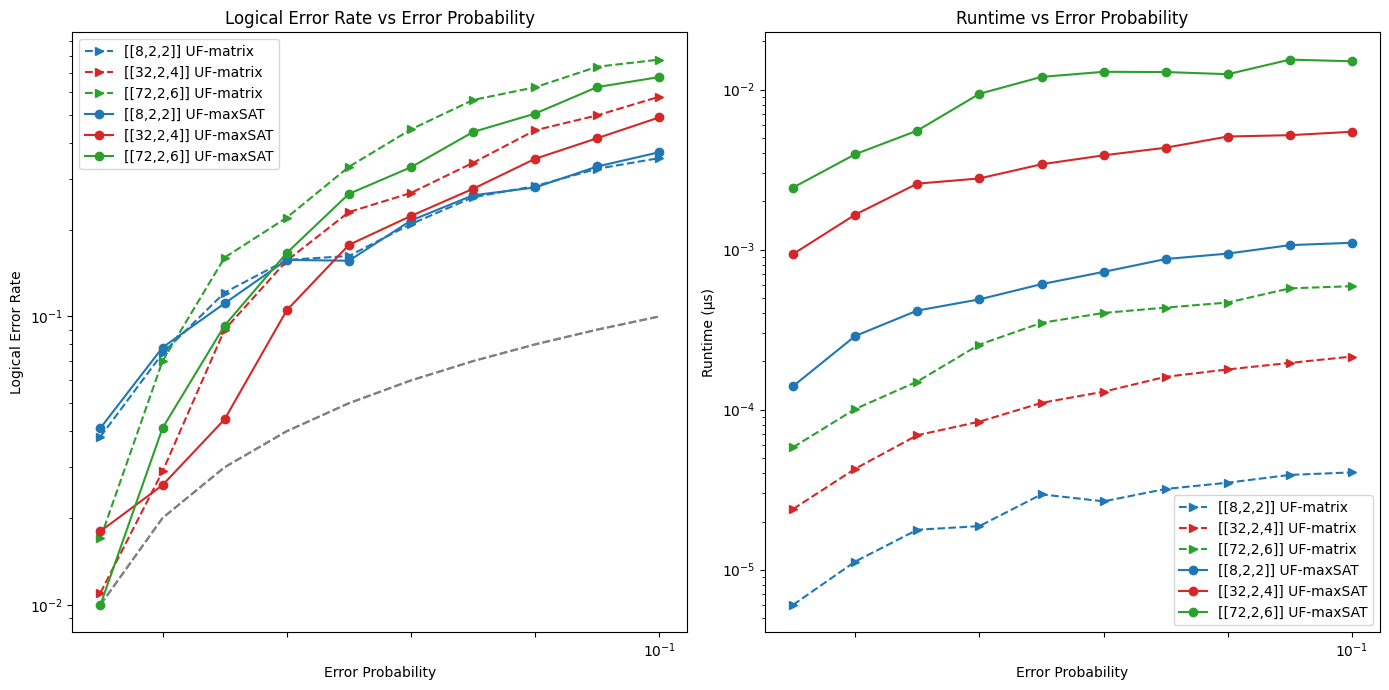 Logical Error Rate vs Error Probability
[[8,2,2]] UF-matrix
[[32,2,4]] UF-matrix
[[72,2,6]] UF-matrix
[[8,2,2]] UF-maxSAT
[[32,2,4]] UF-maxSAT
[[72,2,6]] UF-maxSAT
Logical Error Rate
10⁻¹
10⁻²
10⁻¹
Error Probability
Runtime vs Error Probability
Runtime (µs)
10⁻²
10⁻³
10⁻⁴
10⁻⁵
[[8,2,2]] UF-matrix
[[32,2,4]] UF-matrix
[[72,2,6]] UF-matrix
[[8,2,2]] UF-maxSAT
[[32,2,4]] UF-maxSAT
[[72,2,6]] UF-maxSAT
10⁻¹
Error Probability